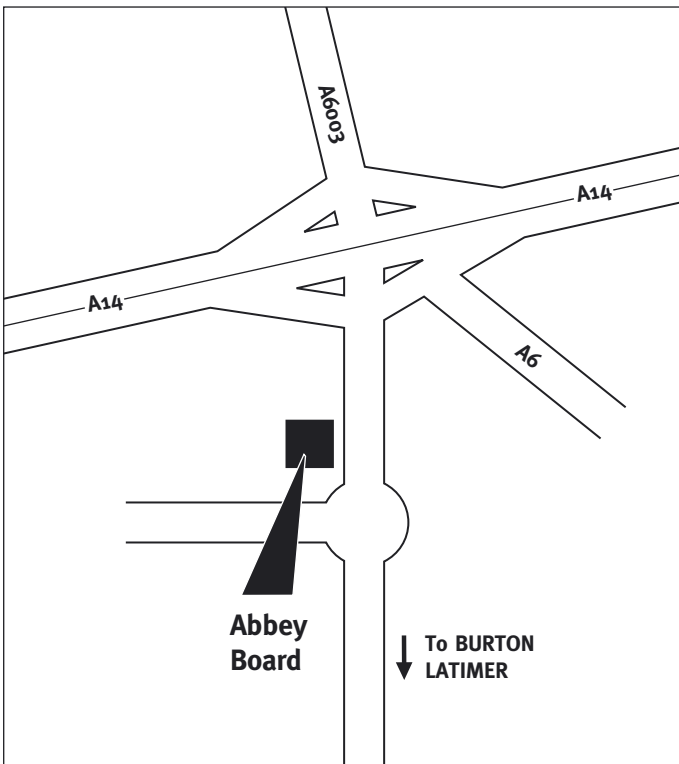 A6003
A14
A14
A6
Abbey
Board
To BURTON
LATIMER